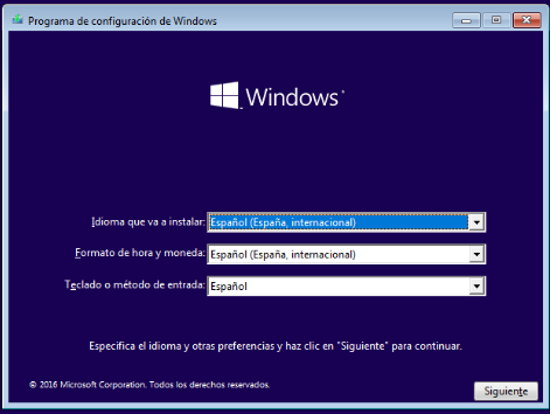 Programa de configuración de Windows
Windows
Idioma que va a instalar: Español (España, internacional)
Formato de hora y moneda: Español (España, internacional)
Teclado o método de entrada: Español
Especifica el idioma y otras preferencias y haz clic en "Siguiente" para continuar.
© 2016 Microsoft Corporation. Todos los derechos reservados.
Siguiente